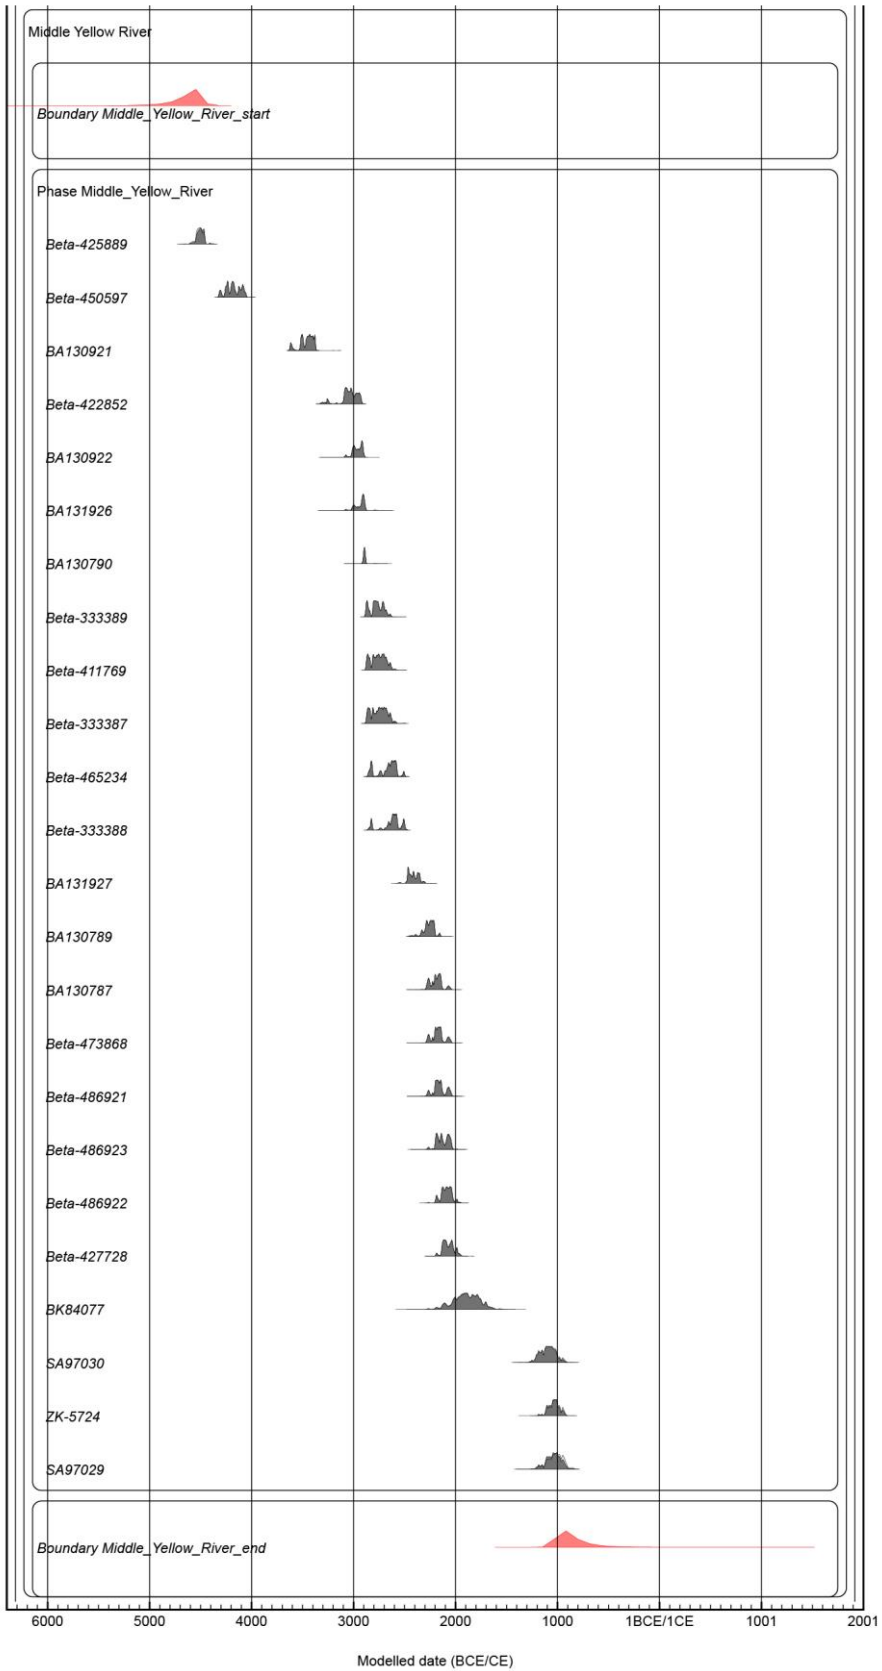 Middle Yellow River
Boundary Middle_Yellow_River_start
Phase Middle_Yellow_River
Beta-425889
Beta-450597
BA130921
Beta-422852
BA130922
BA131926
BA130790
Beta-333389
Beta-411769
Beta-333387
Beta-465234
Beta-333388
BA131927
BA130789
BA130787
Beta-473868
Beta-486921
Beta-486923
Beta-486922
Beta-427728
BK84077
SA97030
ZK-5724
SA97029
Boundary Middle_Yellow_River_end
6000 5000 4000 3000 2000 1000 1BCE/1CE 1001 2001
Modelled date (BCE/CE)